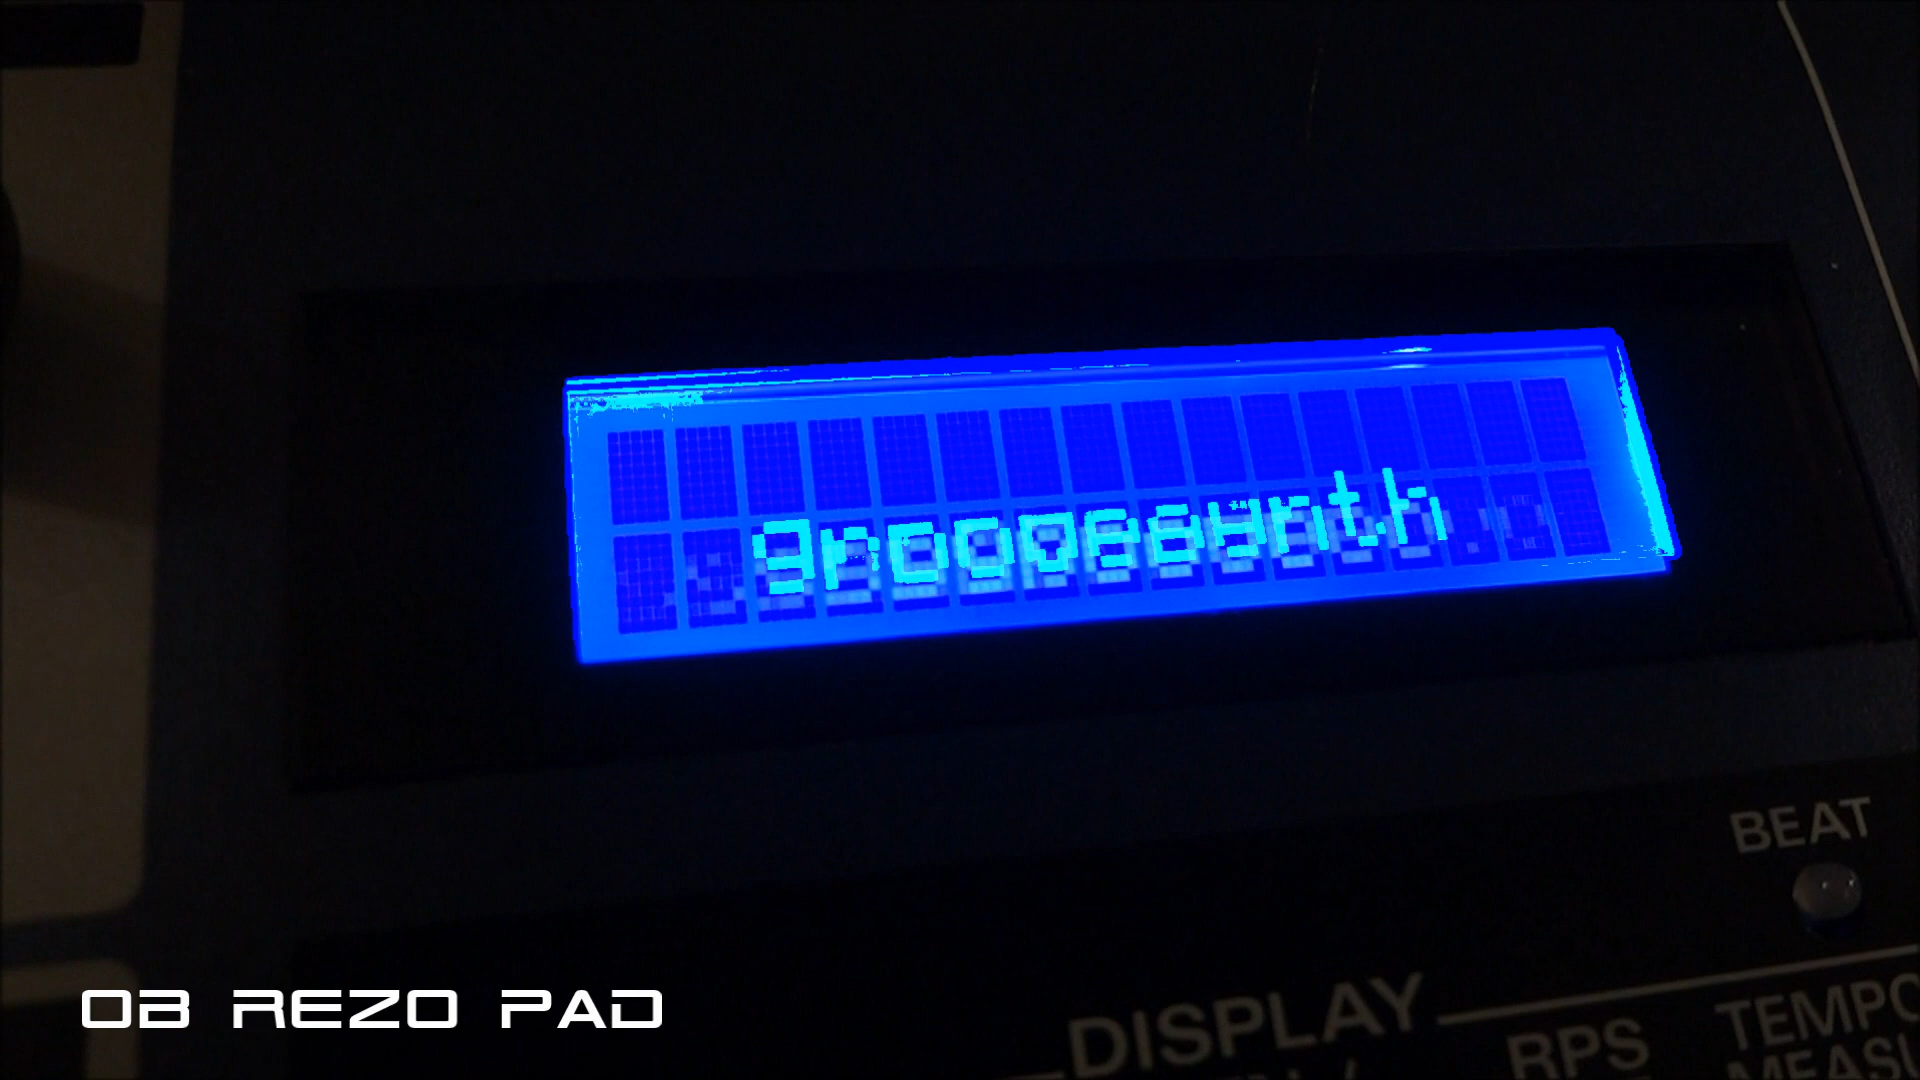 groovesynth
BEAT
DISPLAY
RPS
TEMPO
OB REZO PAD